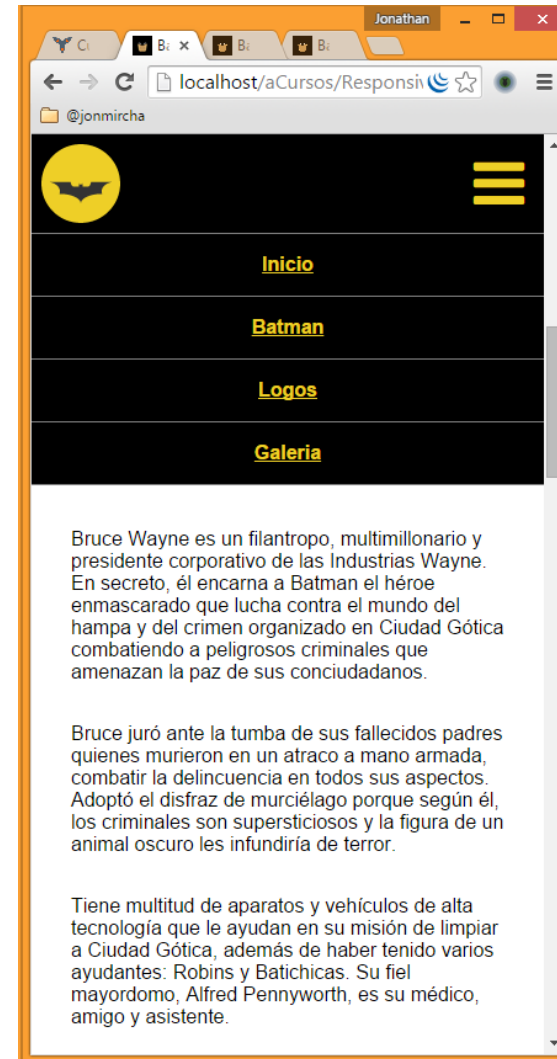 Jonathan
C
Ba
Ba
Ba
localhost/aCursos/Responsiv
@jonmircha
Inicio
Batman
Logos
Galeria
Bruce Wayne es un filantropo, multimillonario y
presidente corporativo de las Industrias Wayne.
En secreto, él encarna a Batman el héroe
enmascarado que lucha contra el mundo del
hampa y del crimen organizado en Ciudad Gótica
combatiendo a peligrosos criminales que
amenazan la paz de sus conciudadanos.
Bruce juró ante la tumba de sus fallecidos padres
quienes murieron en un atraco a mano armada,
combatir la delincuencia en todos sus aspectos.
Adoptó el disfraz de murciélago porque según él,
los criminales son supersticiosos y la figura de un
animal oscuro les infundiría de terror.
Tiene multitud de aparatos y vehículos de alta
tecnología que le ayudan en su misión de limpiar
a Ciudad Gótica, además de haber tenido varios
ayudantes: Robins y Batichicas. Su fiel
mayordomo, Alfred Pennyworth, es su médico,
amigo y asistente.